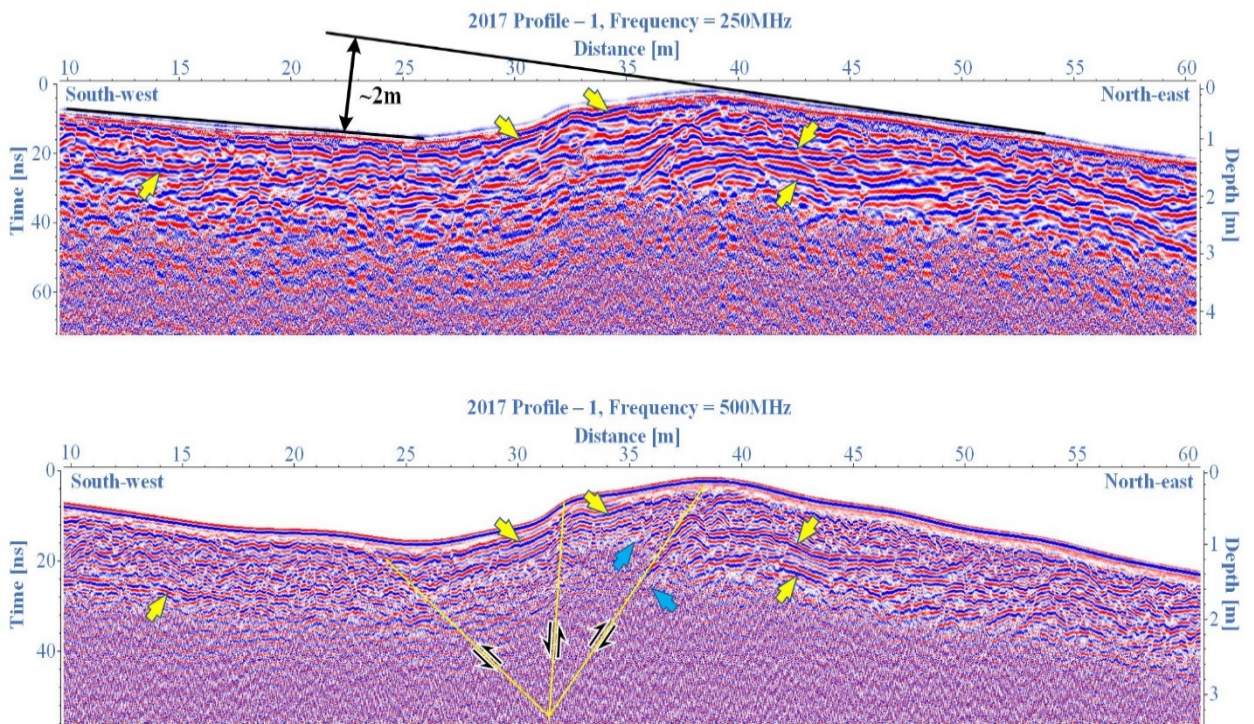 2017 Profile – 1, Frequency = 250MHz
Distance [m]
10 15 20 25 30 35 40 45 50 55 60
0 South-west ~2m North-east 0
1
20
2
40
3
60
4
Time [ns]
Depth [m]
2017 Profile – 1, Frequency = 500MHz
Distance [m]
10 15 20 25 30 35 40 45 50 55 60
0 South-west North-east 0
1
20
2
40
3
Time [ns]
Depth [m]